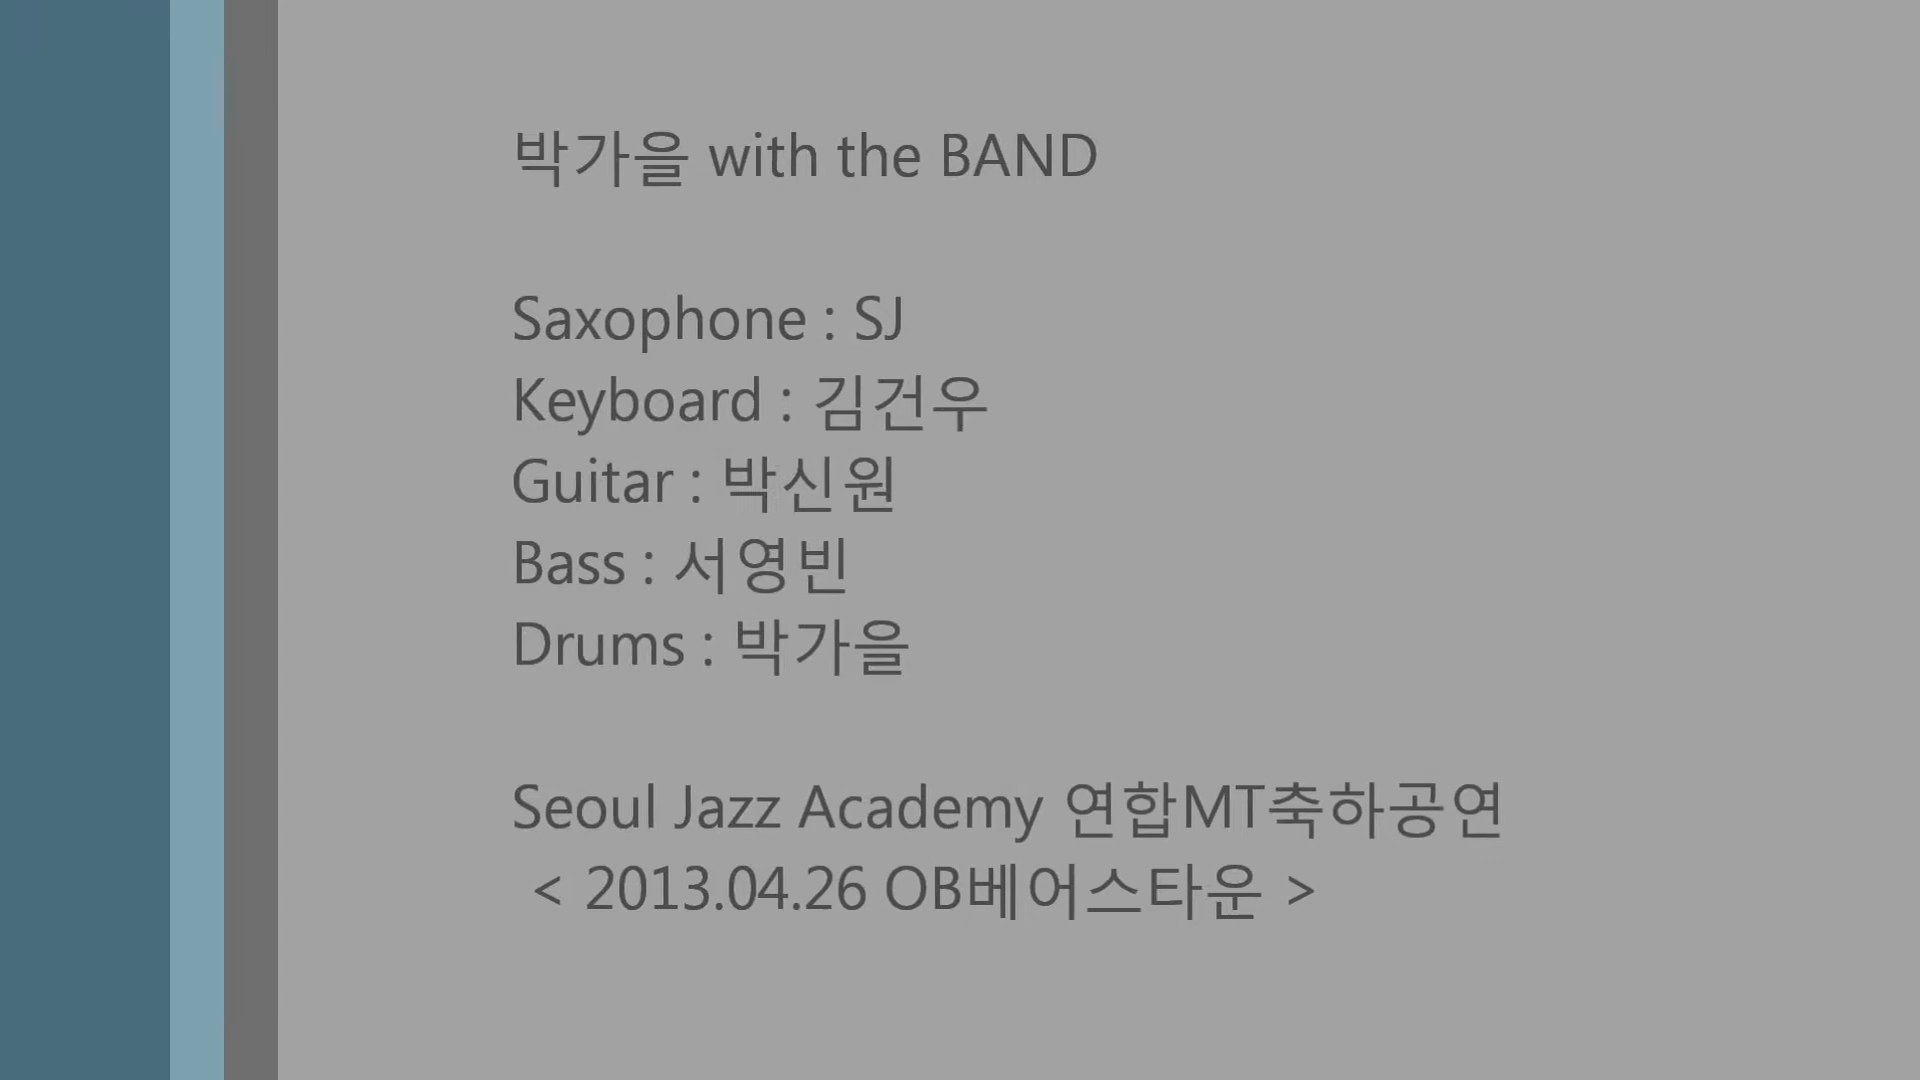 박가을 with the BAND
Saxophone : SJ
Keyboard : 김건우
Guitar : 박신원
Bass : 서영빈
Drums : 박가을
Seoul Jazz Academy 연합MT축하공연
< 2013.04.26 OB베어스타운 >